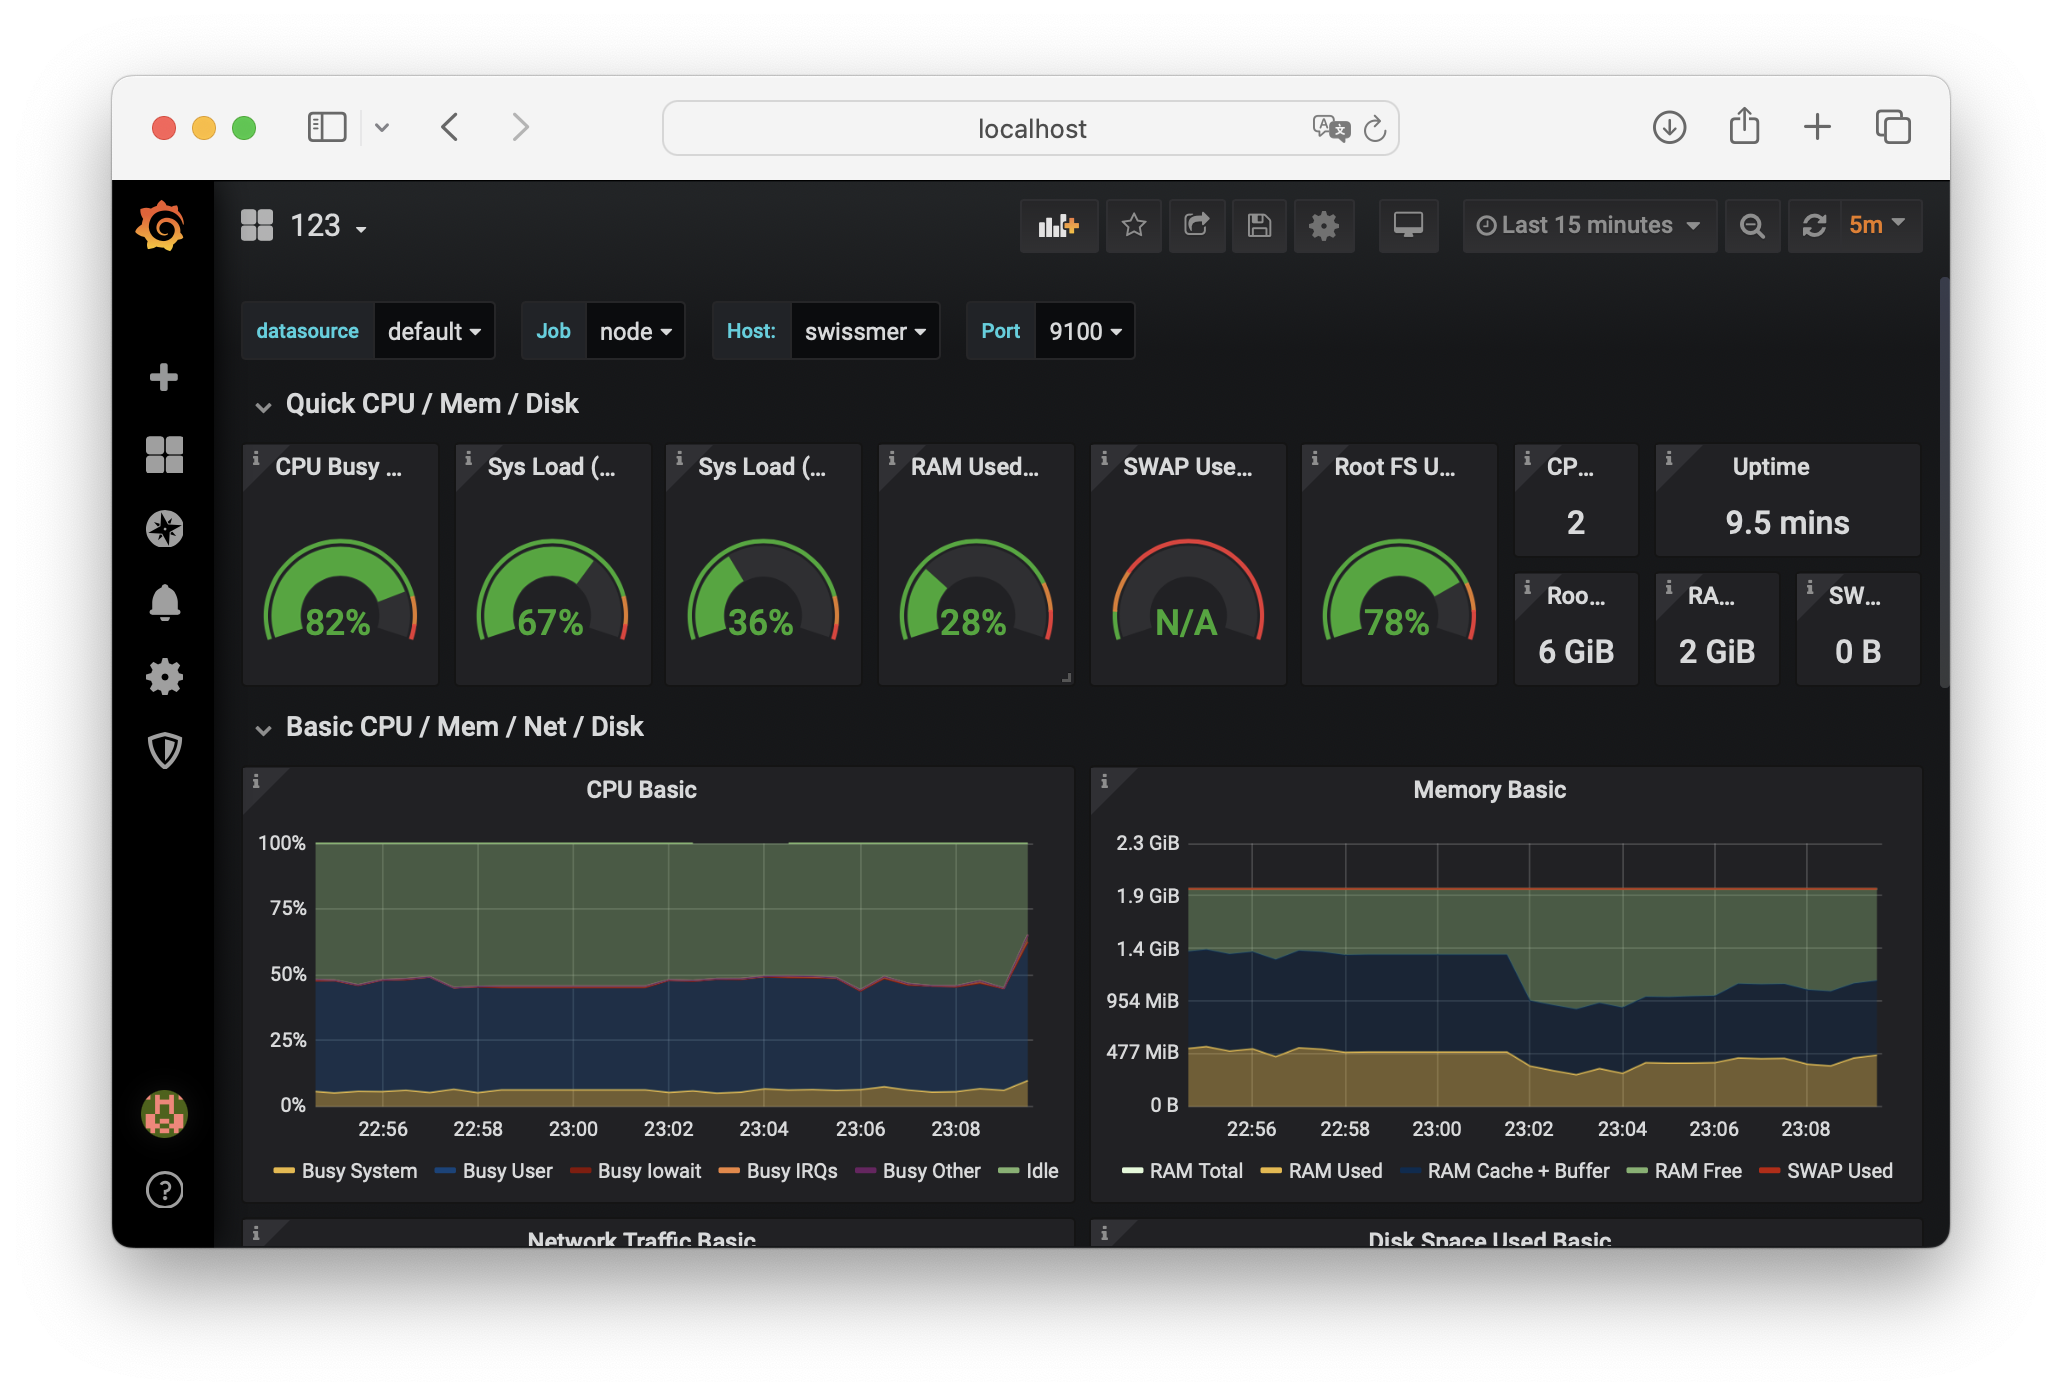 localhost
123
Last 15 minutes
5m
datasource default
Job node
Host: swissmer
Port 9100
Quick CPU / Mem / Disk
CPU Busy ...
Sys Load (...
Sys Load (...
RAM Used...
SWAP Use...
Root FS U...
CP...
Uptime
2
9.5 mins
82%
67%
36%
28%
N/A
78%
Roo...
RA...
SW...
6 GiB
2 GiB
0 B
Basic CPU / Mem / Net / Disk
CPU Basic
100%
75%
50%
25%
0%
22:56 22:58 23:00 23:02 23:04 23:06 23:08
Busy System Busy User Busy Iowait Busy IRQs Busy Other Idle
Memory Basic
2.3 GiB
1.9 GiB
1.4 GiB
954 MiB
477 MiB
0 B
22:56 22:58 23:00 23:02 23:04 23:06 23:08
RAM Total RAM Used RAM Cache + Buffer RAM Free SWAP Used
Network Traffic Basic
Disk Space Used Basic